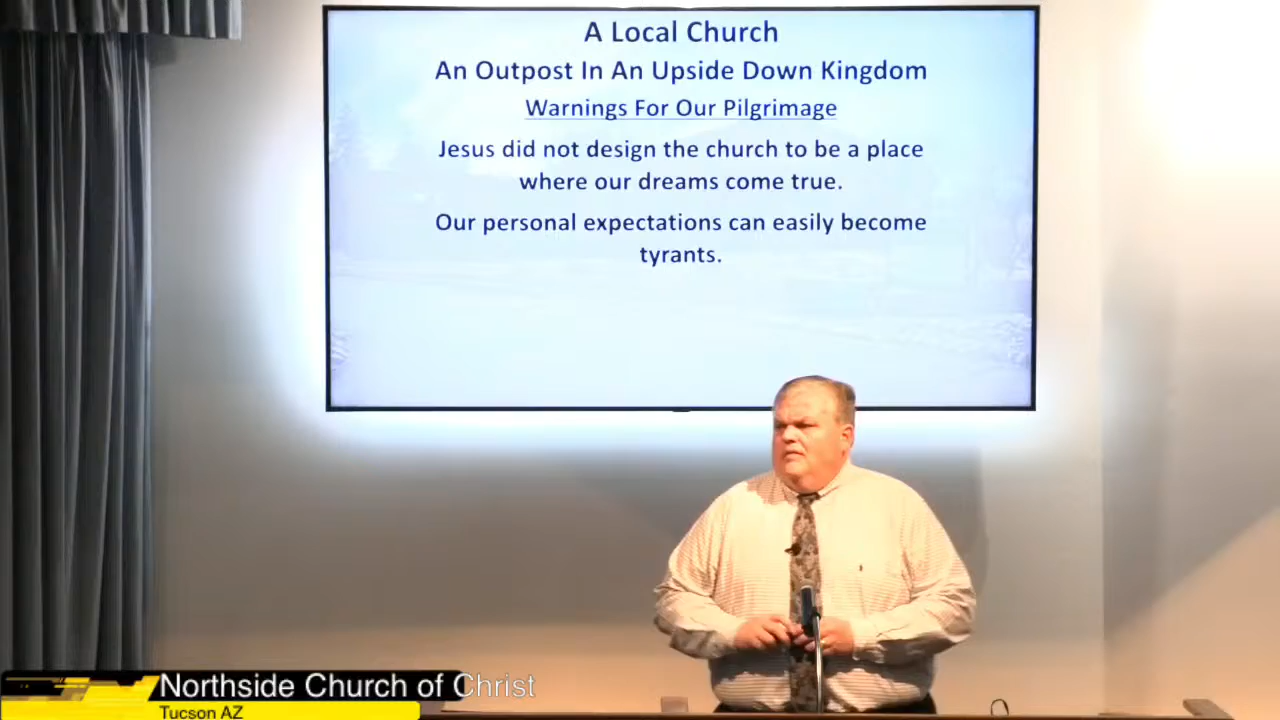 A Local Church
An Outpost In An Upside Down Kingdom
Warnings For Our Pilgrimage
Jesus did not design the church to be a place
where our dreams come true.
Our personal expectations can easily become
tyrants.
Northside Church of Christ
Tucson AZ